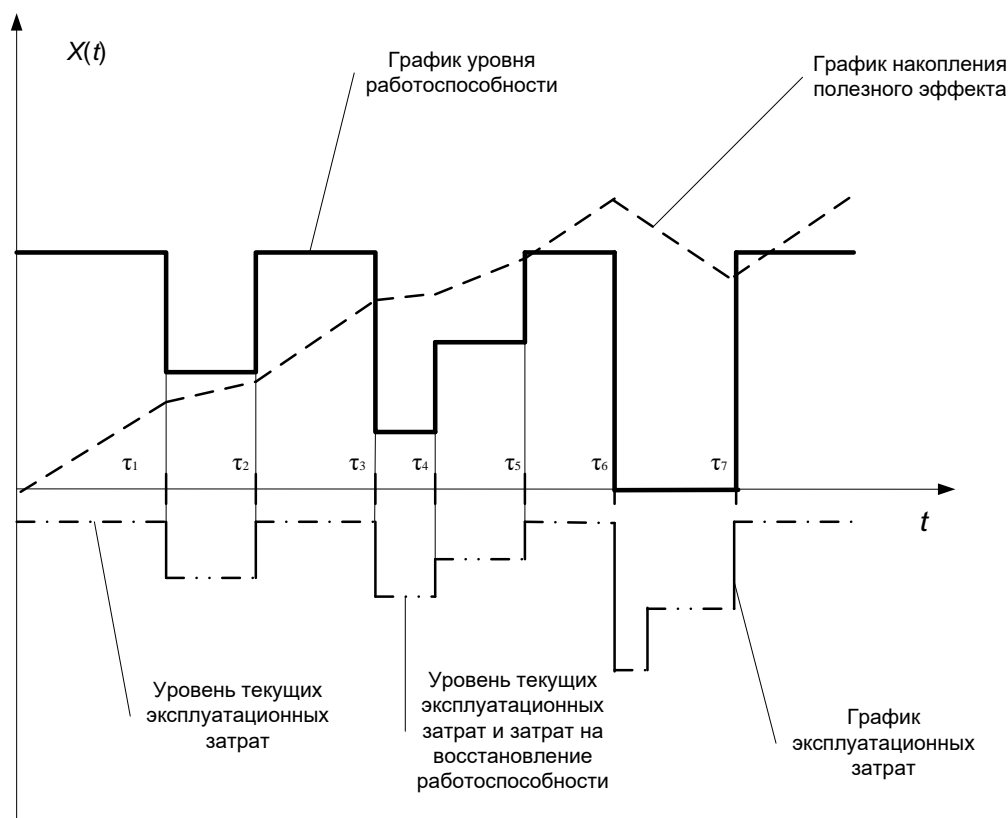 X(t)
График уровня
работоспособности
График накопления
полезного эффекта
τ1
τ2
τ3
τ4
τ5
τ6
τ7
t
Уровень текущих
эксплуатационных
затрат
Уровень текущих
эксплуатационных
затрат и затрат на
восстановление
работоспособности
График
эксплуатационных
затрат